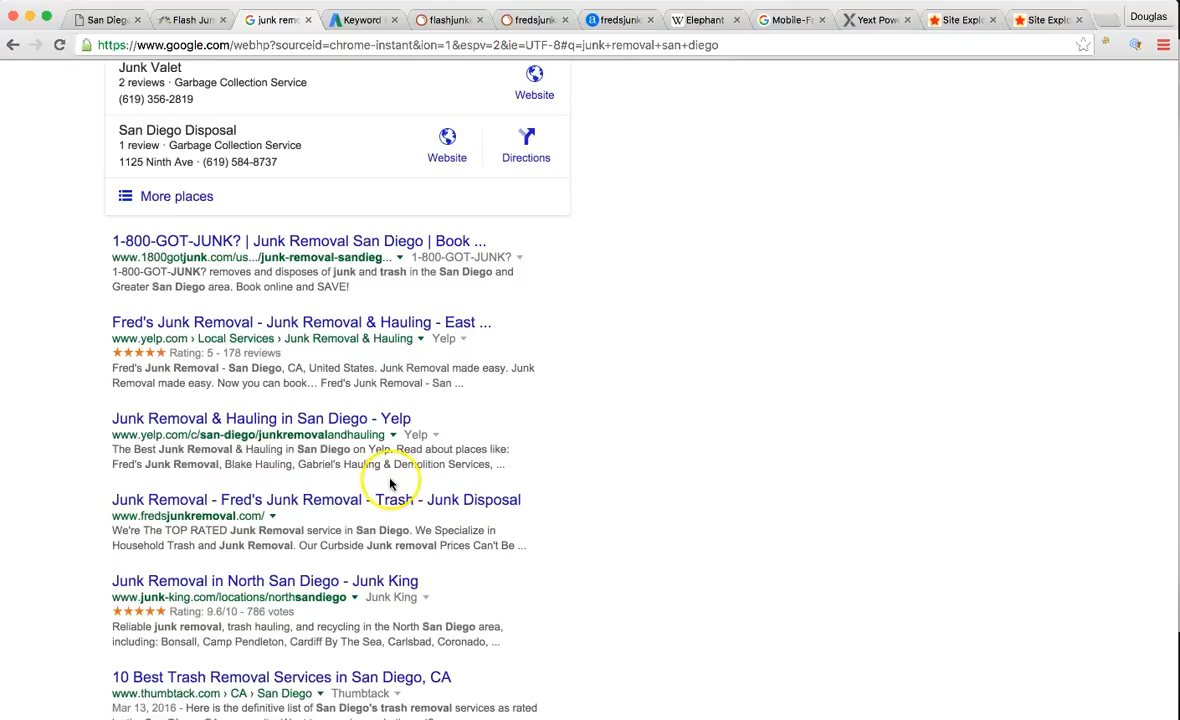 San Dieg
Flash Jun
junk rem
Keyword
flashjunk
fredsjunk
fredsjunk
Elephant
Mobile-F
Yext Pow
Site Explo
Site Explo
Douglas
https://www.google.com/webhp?sourceid=chrome-instant&ion=1&espv=2&ie=UTF-8#q=junk+removal+san+diego
Junk Valet
2 reviews · Garbage Collection Service
(619) 356-2819
Website
San Diego Disposal
1 review · Garbage Collection Service
1125 Ninth Ave · (619) 584-8737
Website
Directions
More places
1-800-GOT-JUNK? | Junk Removal San Diego | Book ...
www.1800gotjunk.com/us.../junk-removal-sandieg... 1-800-GOT-JUNK?
1-800-GOT-JUNK? removes and disposes of junk and trash in the San Diego and
Greater San Diego area. Book online and SAVE!
Fred's Junk Removal - Junk Removal & Hauling - East ...
www.yelp.com › Local Services › Junk Removal & Hauling Yelp
Rating: 5 - 178 reviews
Fred's Junk Removal - San Diego, CA, United States. Junk Removal made easy. Junk
Removal made easy. Now you can book… Fred's Junk Removal - San ...
Junk Removal & Hauling in San Diego - Yelp
www.yelp.com/c/san-diego/junkremovalandhauling Yelp
The Best Junk Removal & Hauling in San Diego on Yelp. Read about places like:
Fred's Junk Removal, Blake Hauling, Gabriel's Hauling & Demolition Services, ...
Junk Removal - Fred's Junk Removal - Trash - Junk Disposal
www.fredsjunkremoval.com/
We're The TOP RATED Junk Removal service in San Diego. We Specialize in
Household Trash and Junk Removal. Our Curbside Junk removal Prices Can't Be ...
Junk Removal in North San Diego - Junk King
www.junk-king.com/locations/northsandiego Junk King
Rating: 9.6/10 - 786 votes
Reliable junk removal, trash hauling, and recycling in the North San Diego area,
including: Bonsall, Camp Pendleton, Cardiff By The Sea, Carlsbad, Coronado, ...
10 Best Trash Removal Services in San Diego, CA
www.thumbtack.com › CA › San Diego Thumbtack
Mar 13, 2016 - Here is the definitive list of San Diego's trash removal services as rated